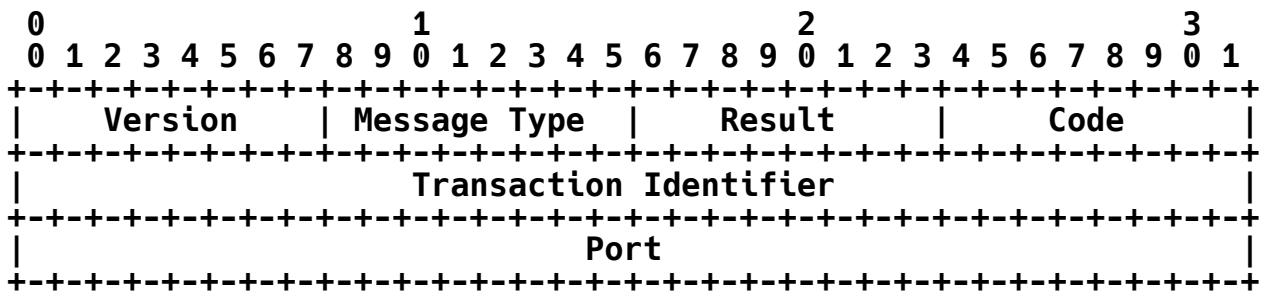 0                   1                   2                   3
 0 1 2 3 4 5 6 7 8 9 0 1 2 3 4 5 6 7 8 9 0 1 2 3 4 5 6 7 8 9 0 1
+-+-+-+-+-+-+-+-+-+-+-+-+-+-+-+-+-+-+-+-+-+-+-+-+-+-+-+-+-+-+-+-+
|    Version    | Message Type  |    Result     |     Code      |
+-+-+-+-+-+-+-+-+-+-+-+-+-+-+-+-+-+-+-+-+-+-+-+-+-+-+-+-+-+-+-+-+
|                    Transaction Identifier                     |
+-+-+-+-+-+-+-+-+-+-+-+-+-+-+-+-+-+-+-+-+-+-+-+-+-+-+-+-+-+-+-+-+
|                             Port                              |
+-+-+-+-+-+-+-+-+-+-+-+-+-+-+-+-+-+-+-+-+-+-+-+-+-+-+-+-+-+-+-+-+